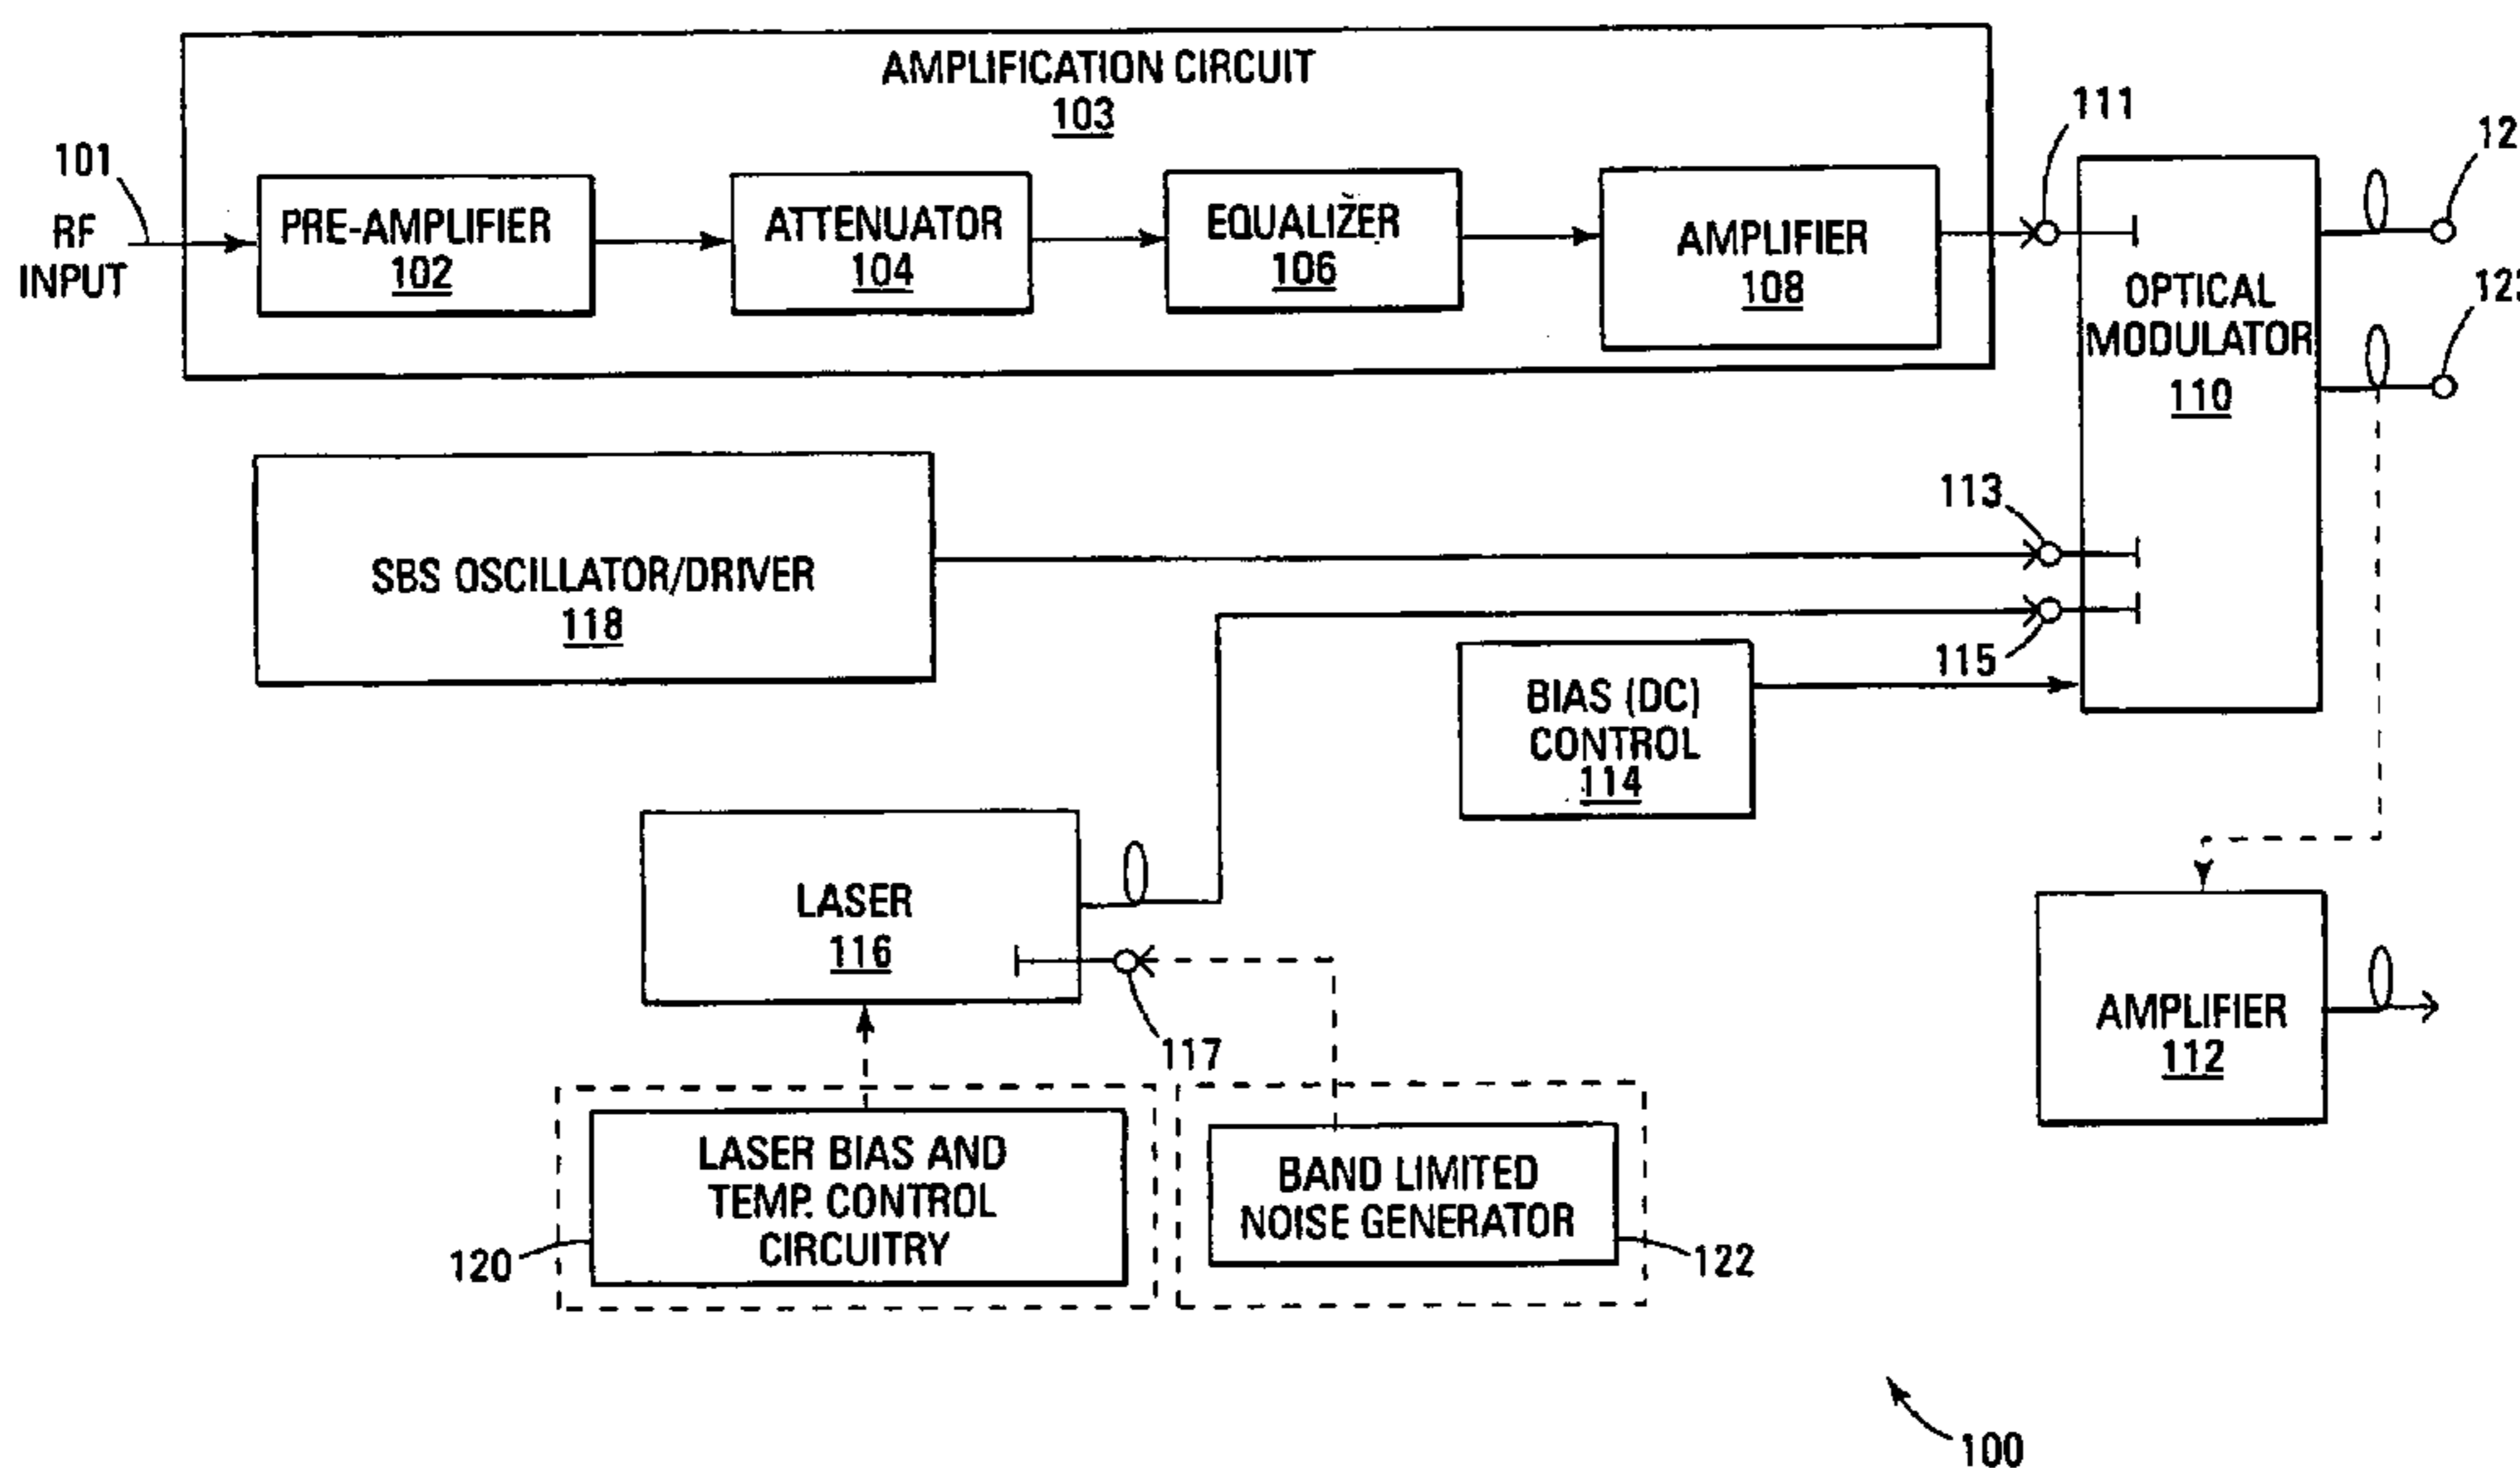 AMPLIFICATION CIRCUIT
103
111
101
RF
INPUT
PRE-AMPLIFIER
102
ATTENUATOR
104
EQUALIZER
106
AMPLIFIER
108
OPTICAL
MODULATOR
110
SBS OSCILLATOR/DRIVER
118
113
115
BIAS (DC)
CONTROL
114
LASER
116
117
AMPLIFIER
112
LASER BIAS AND
TEMP. CONTROL
CIRCUITRY
120
BAND LIMITED
NOISE GENERATOR
122
100